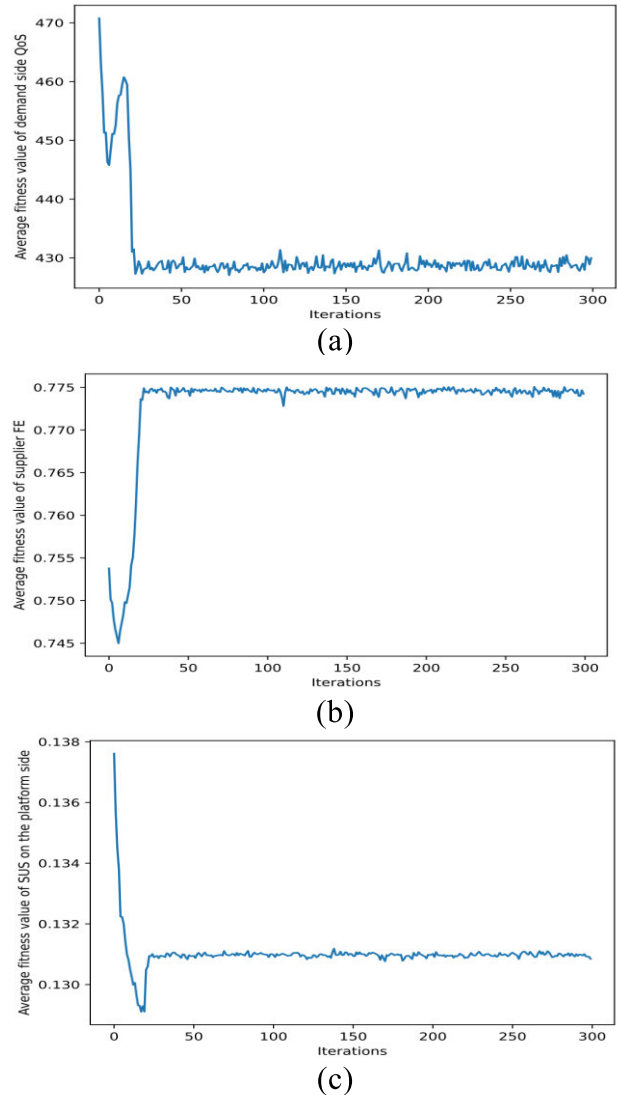 Average fitness value of demand side QoS
470
460
450
440
430
0 50 100 150 200 250 300
Iterations
(a)
Average fitness value of supplier FE
0.775
0.770
0.765
0.760
0.755
0.750
0.745
0 50 100 150 200 250 300
Iterations
(b)
Average fitness value of SUS on the platform side
0.138
0.136
0.134
0.132
0.130
0 50 100 150 200 250 300
Iterations
(c)